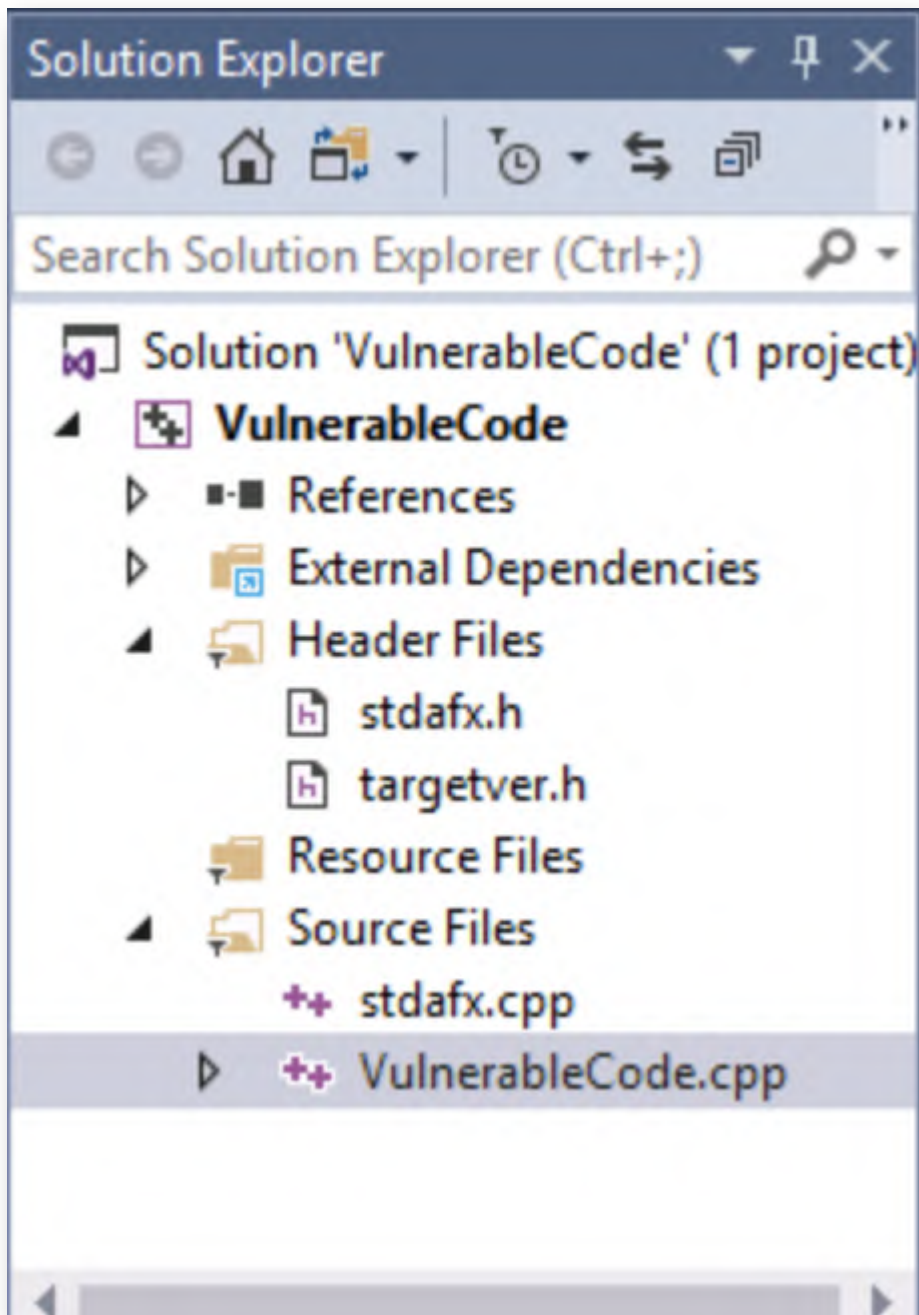 Solution Explorer
Search Solution Explorer (Ctrl+;)
Solution 'VulnerableCode' (1 project)
VulnerableCode
References
External Dependencies
Header Files
stdafx.h
targetver.h
Resource Files
Source Files
stdafx.cpp
VulnerableCode.cpp